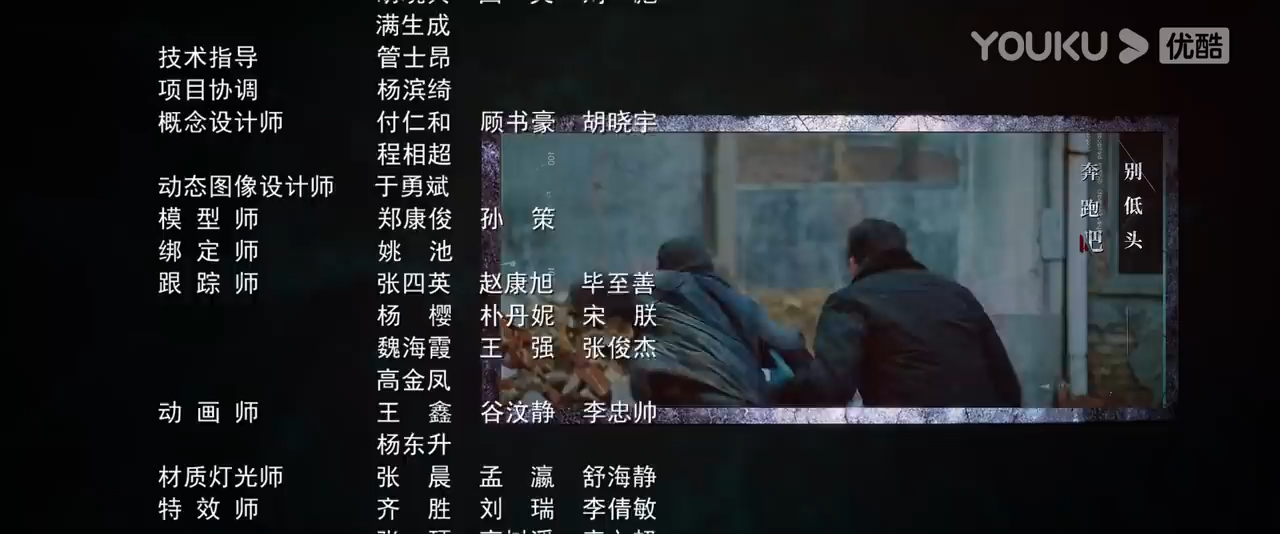 YOUKU 优酷
满生成
技术指导 管士昂
项目协调 杨滨绮
概念设计师 付仁和 顾书豪 胡晓宇
程相超
动态图像设计师 于勇斌
模型师 郑康俊 孙策
绑定师 姚池
跟踪师 张四英 赵康旭 毕至善
杨樱 朴丹妮 宋朕
魏海霞 王强 张俊杰
高金凤
动画师 王鑫 谷汶静 李忠帅
杨东升
材质灯光师 张晨 孟瀛 舒海静
特效师 齐胜 刘瑞 李倩敏
别低头
奔跑吧